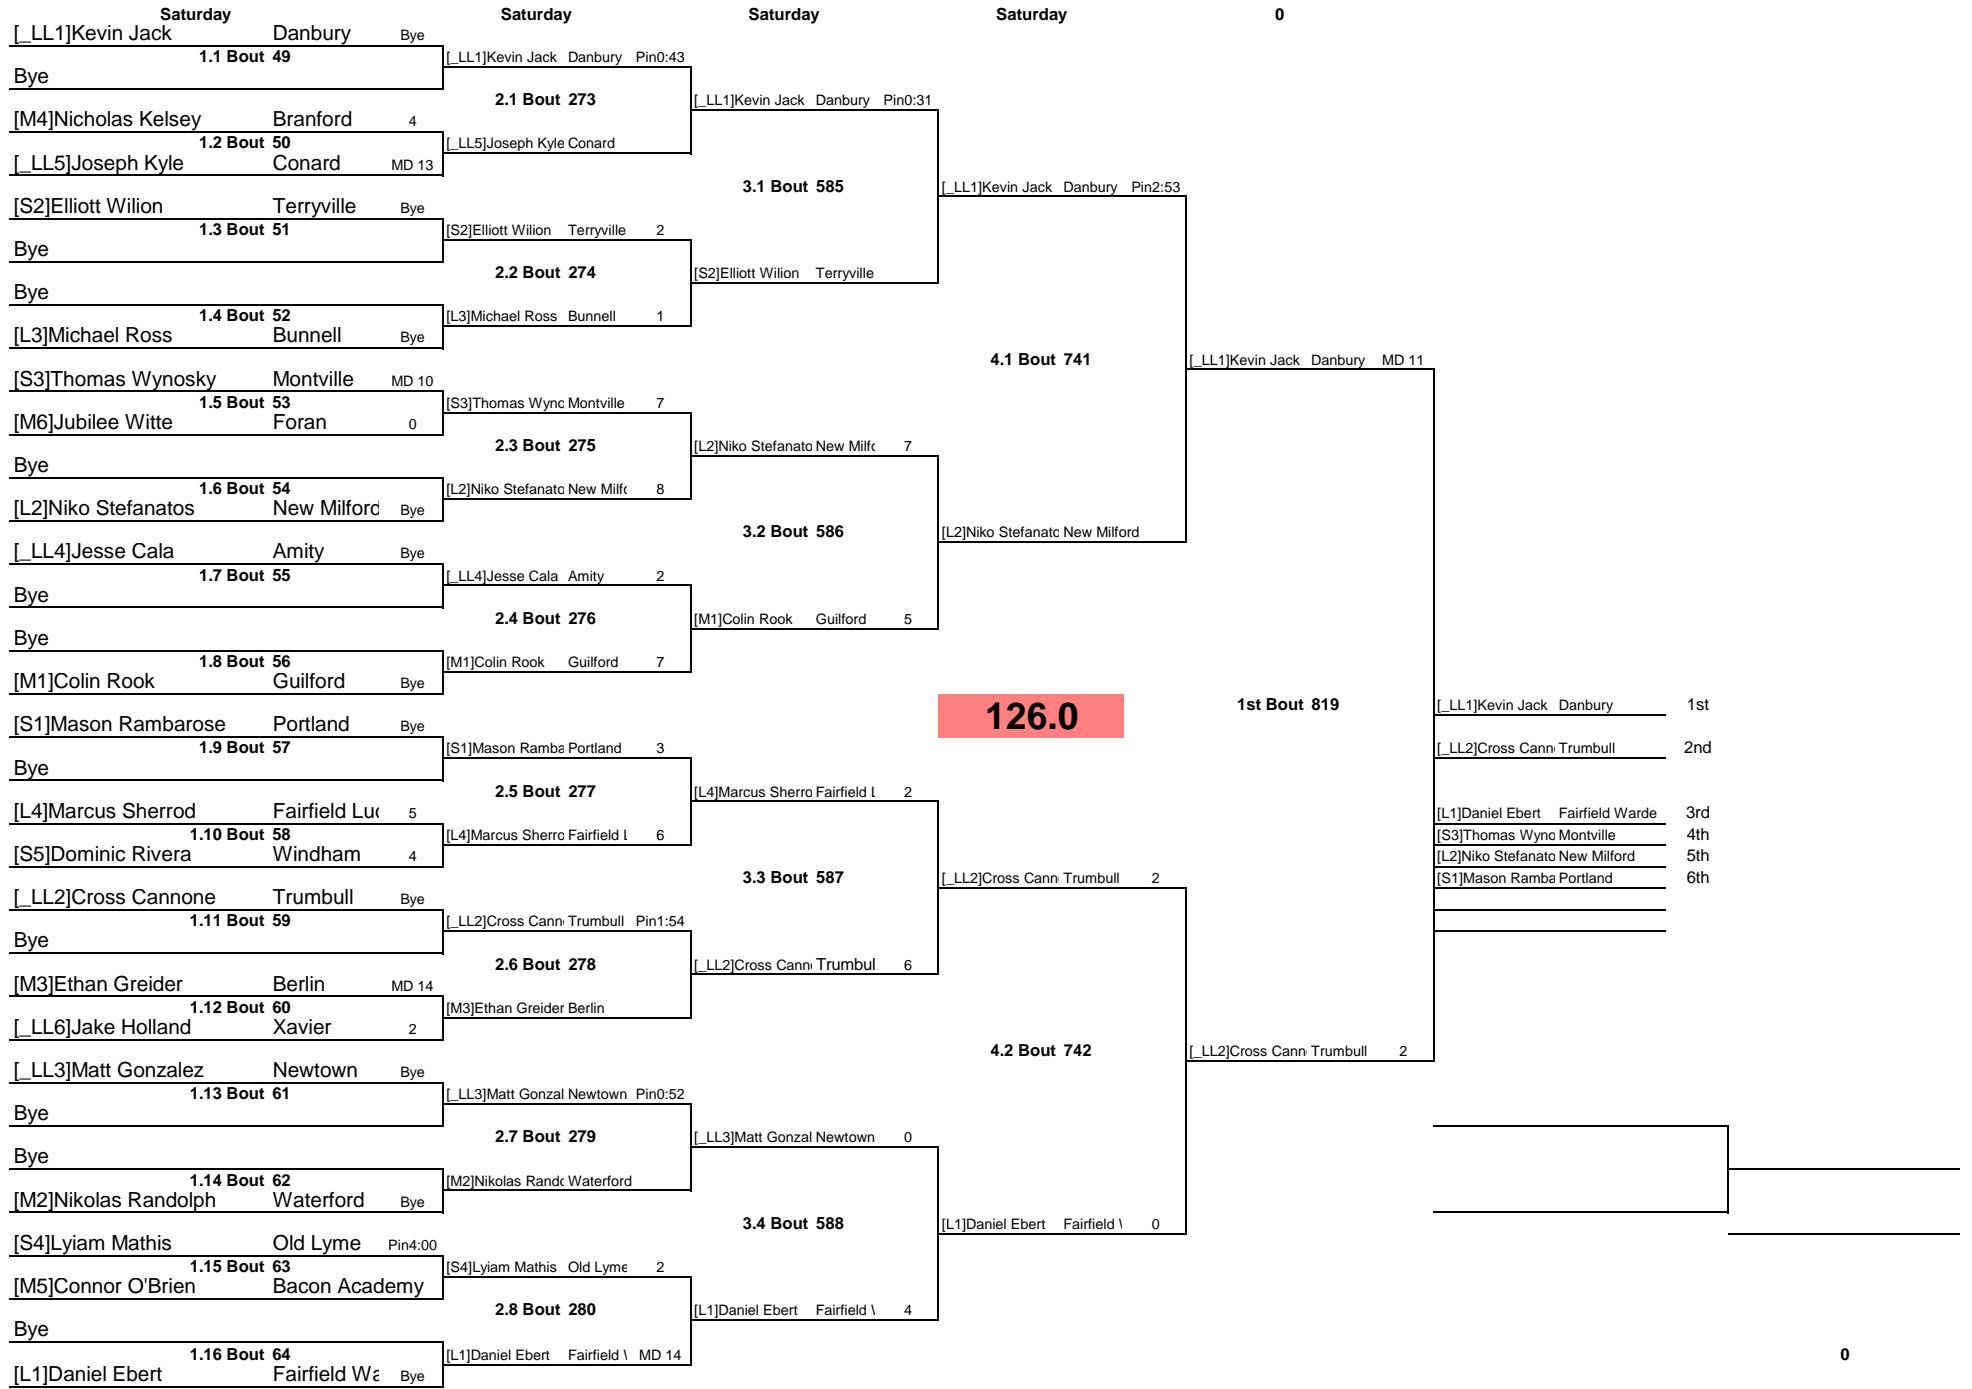 Saturday Saturday Saturday Saturday 0
[_LL1]Kevin Jack Danbury Bye
1.1 Bout 49
Bye
[M4]Nicholas Kelsey Branford 4
1.2 Bout 50
[_LL5]Joseph Kyle Conard MD 13
[S2]Elliott Wilion Terryville Bye
1.3 Bout 51
Bye
Bye
1.4 Bout 52
[L3]Michael Ross Bunnell Bye
[S3]Thomas Wynosky Montville MD 10
1.5 Bout 53
[M6]Jubilee Witte Foran 0
Bye
1.6 Bout 54
[L2]Niko Stefanatos New Milford Bye
[_LL4]Jesse Cala Amity Bye
1.7 Bout 55
Bye
Bye
1.8 Bout 56
[M1]Colin Rook Guilford Bye
[S1]Mason Rambarose Portland Bye
1.9 Bout 57
Bye
[L4]Marcus Sherrod Fairfield Luc 5
1.10 Bout 58
[S5]Dominic Rivera Windham 4
[_LL2]Cross Cannone Trumbull Bye
1.11 Bout 59
Bye
[M3]Ethan Greider Berlin MD 14
1.12 Bout 60
[_LL6]Jake Holland Xavier 2
[_LL3]Matt Gonzalez Newtown Bye
1.13 Bout 61
Bye
Bye
1.14 Bout 62
[M2]Nikolas Randolph Waterford Bye
[S4]Lyiam Mathis Old Lyme Pin4:00
1.15 Bout 63
[M5]Connor O'Brien Bacon Academy
Bye
1.16 Bout 64
[L1]Daniel Ebert Fairfield Wa Bye
[_LL1]Kevin Jack Danbury Pin0:43
2.1 Bout 273
[_LL5]Joseph Kyle Conard
[S2]Elliott Wilion Terryville 2
2.2 Bout 274
[L3]Michael Ross Bunnell 1
[S3]Thomas Wyno Montville 7
2.3 Bout 275
[L2]Niko Stefanato New Milfo 8
[_LL4]Jesse Cala Amity 2
2.4 Bout 276
[M1]Colin Rook Guilford 7
[S1]Mason Ramba Portland 3
2.5 Bout 277
[L4]Marcus Sherro Fairfield L 6
[_LL2]Cross Cann Trumbull Pin1:54
2.6 Bout 278
[M3]Ethan Greider Berlin
[_LL3]Matt Gonzal Newtown Pin0:52
2.7 Bout 279
[M2]Nikolas Rando Waterford
[S4]Lyiam Mathis Old Lyme 2
2.8 Bout 280
[L1]Daniel Ebert Fairfield \ MD 14
[_LL1]Kevin Jack Danbury Pin0:31
3.1 Bout 585
[S2]Elliott Wilion Terryville
[L2]Niko Stefanato New Milfo 7
3.2 Bout 586
[M1]Colin Rook Guilford 5
[L4]Marcus Sherro Fairfield L 2
3.3 Bout 587
[_LL2]Cross Cann Trumbul 6
[_LL3]Matt Gonzal Newtown 0
3.4 Bout 588
[L1]Daniel Ebert Fairfield \ 4
[_LL1]Kevin Jack Danbury Pin2:53
4.1 Bout 741
[L2]Niko Stefanato New Milford
126.0
[_LL2]Cross Cann Trumbull 2
4.2 Bout 742
[L1]Daniel Ebert Fairfield \ 0
[_LL1]Kevin Jack Danbury MD 11
1st Bout 819
[_LL2]Cross Cann Trumbull 2
[_LL1]Kevin Jack Danbury 1st
[_LL2]Cross Cann Trumbull 2nd
[L1]Daniel Ebert Fairfield Warde 3rd
[S3]Thomas Wyno Montville 4th
[L2]Niko Stefanato New Milford 5th
[S1]Mason Ramba Portland 6th
0